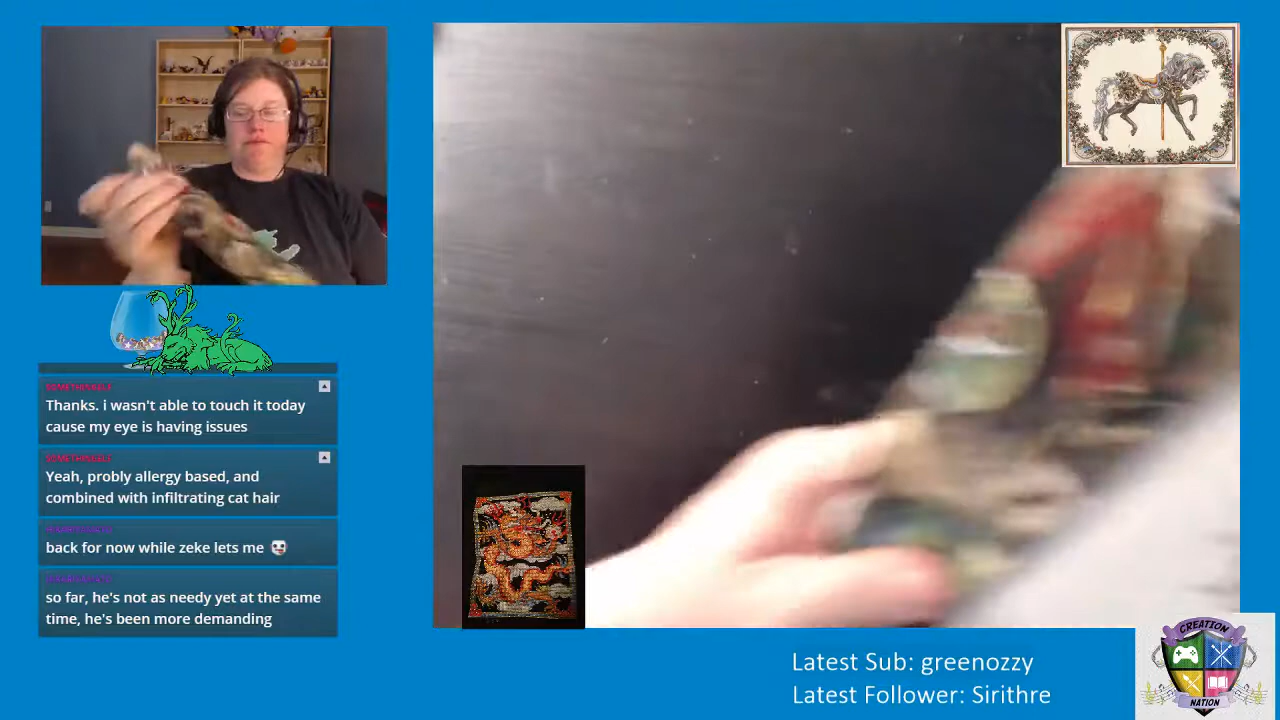 Thanks. i wasn't able to touch it today
cause my eye is having issues
Yeah, probly allergy based, and
combined with infiltrating cat hair
back for now while zeke lets me
so far, he's not as needy yet at the same
time, he's been more demanding
Latest Sub: greenozzy
Latest Follower: Sirithre
CREATION
NATION